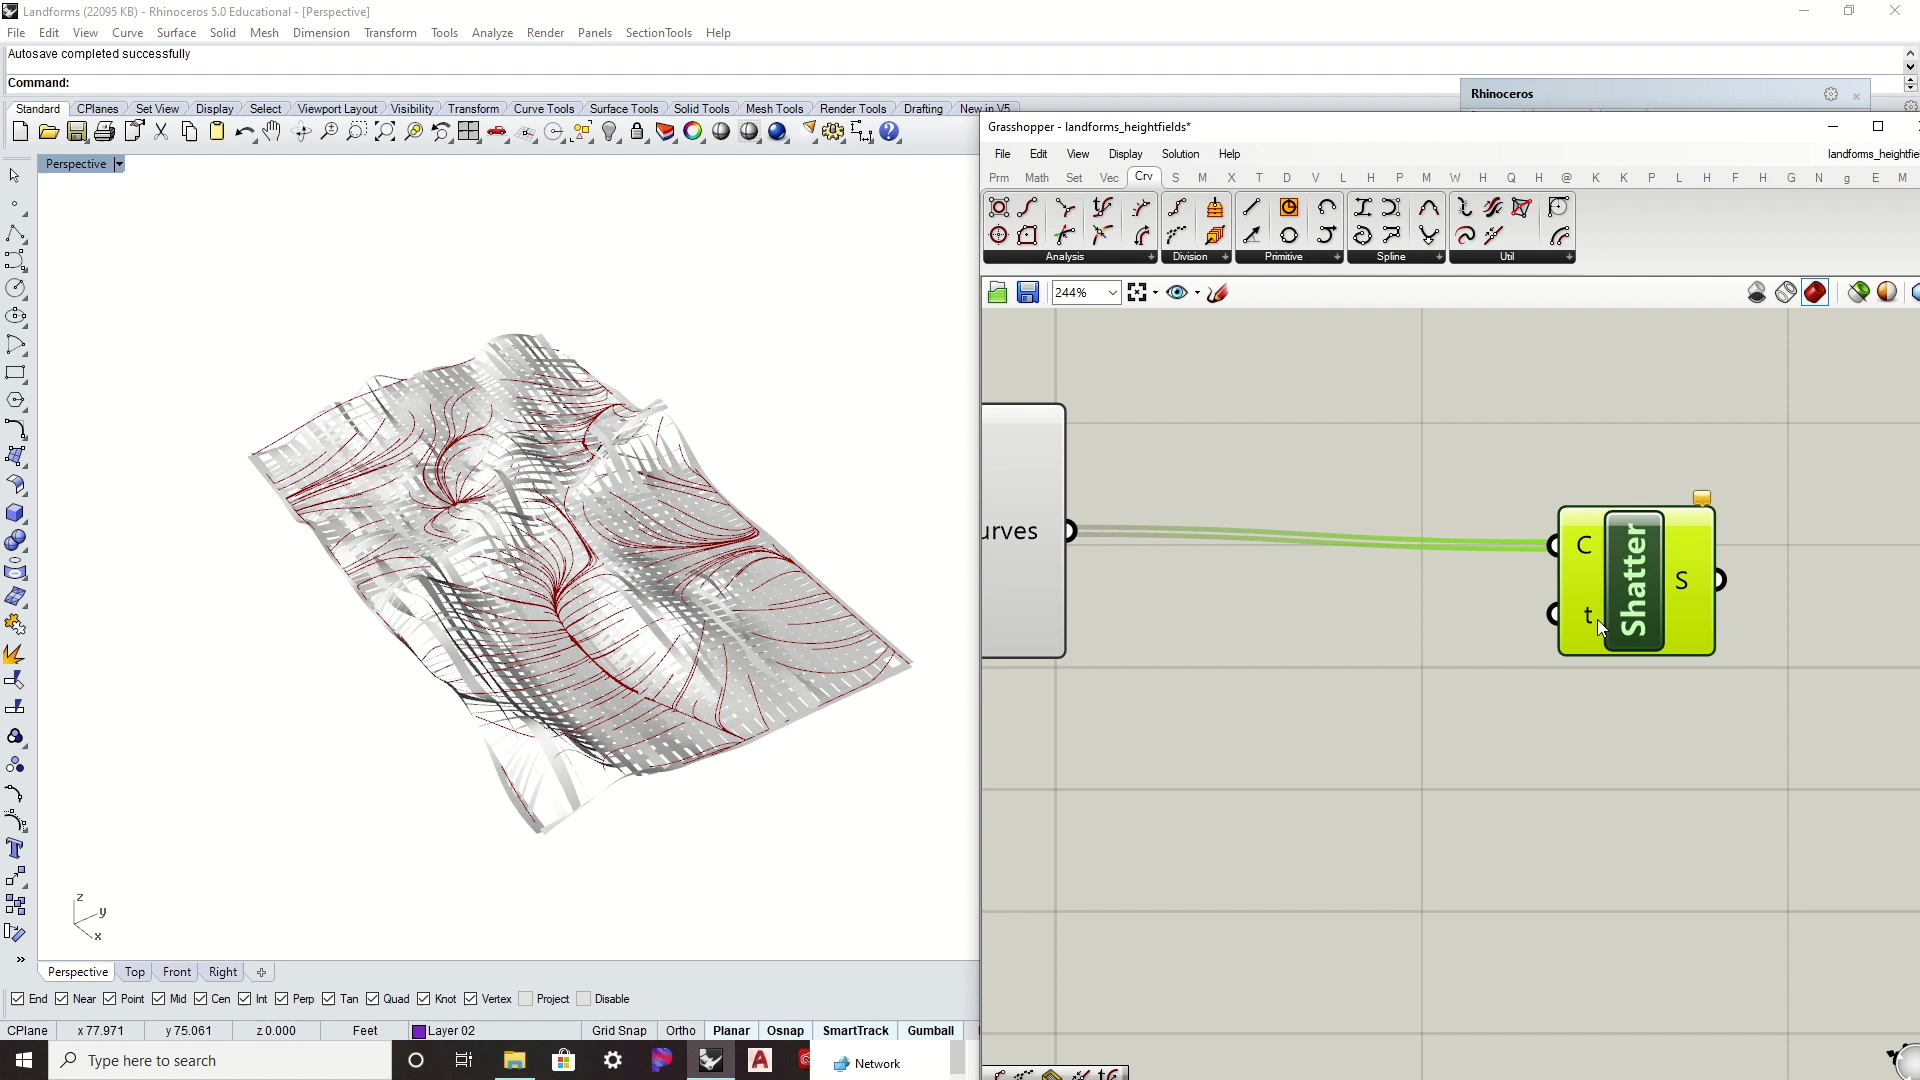 Landforms (22095 KB) - Rhinoceros 5.0 Educational - [Perspective]
File Edit View Curve Surface Solid Mesh Dimension Transform Tools Analyze Render Panels SectionTools Help
Autosave completed successfully
Command:
Rhinoceros
Standard CPlanes Set View Display Select Viewport Layout Visibility Transform Curve Tools Surface Tools Solid Tools Mesh Tools Render Tools Drafting New in V5
Grasshopper - landforms_heightfields*
File Edit View Display Solution Help landforms_heightfie
Prm Math Set Vec Crv S M X T D V L H P M W H Q H @ K K P L H F H G N g E M
Analysis Division Primitive Spline Util
244%
Perspective
urves
C
t
Shatter
S
z
y
x
Perspective Top Front Right
End Near Point Mid Cen Int Perp Tan Quad Knot Vertex Project Disable
CPlane x 77.971 y 75.061 z 0.000 Feet Layer 02 Grid Snap Ortho Planar Osnap SmartTrack Gumball
Type here to search
Network